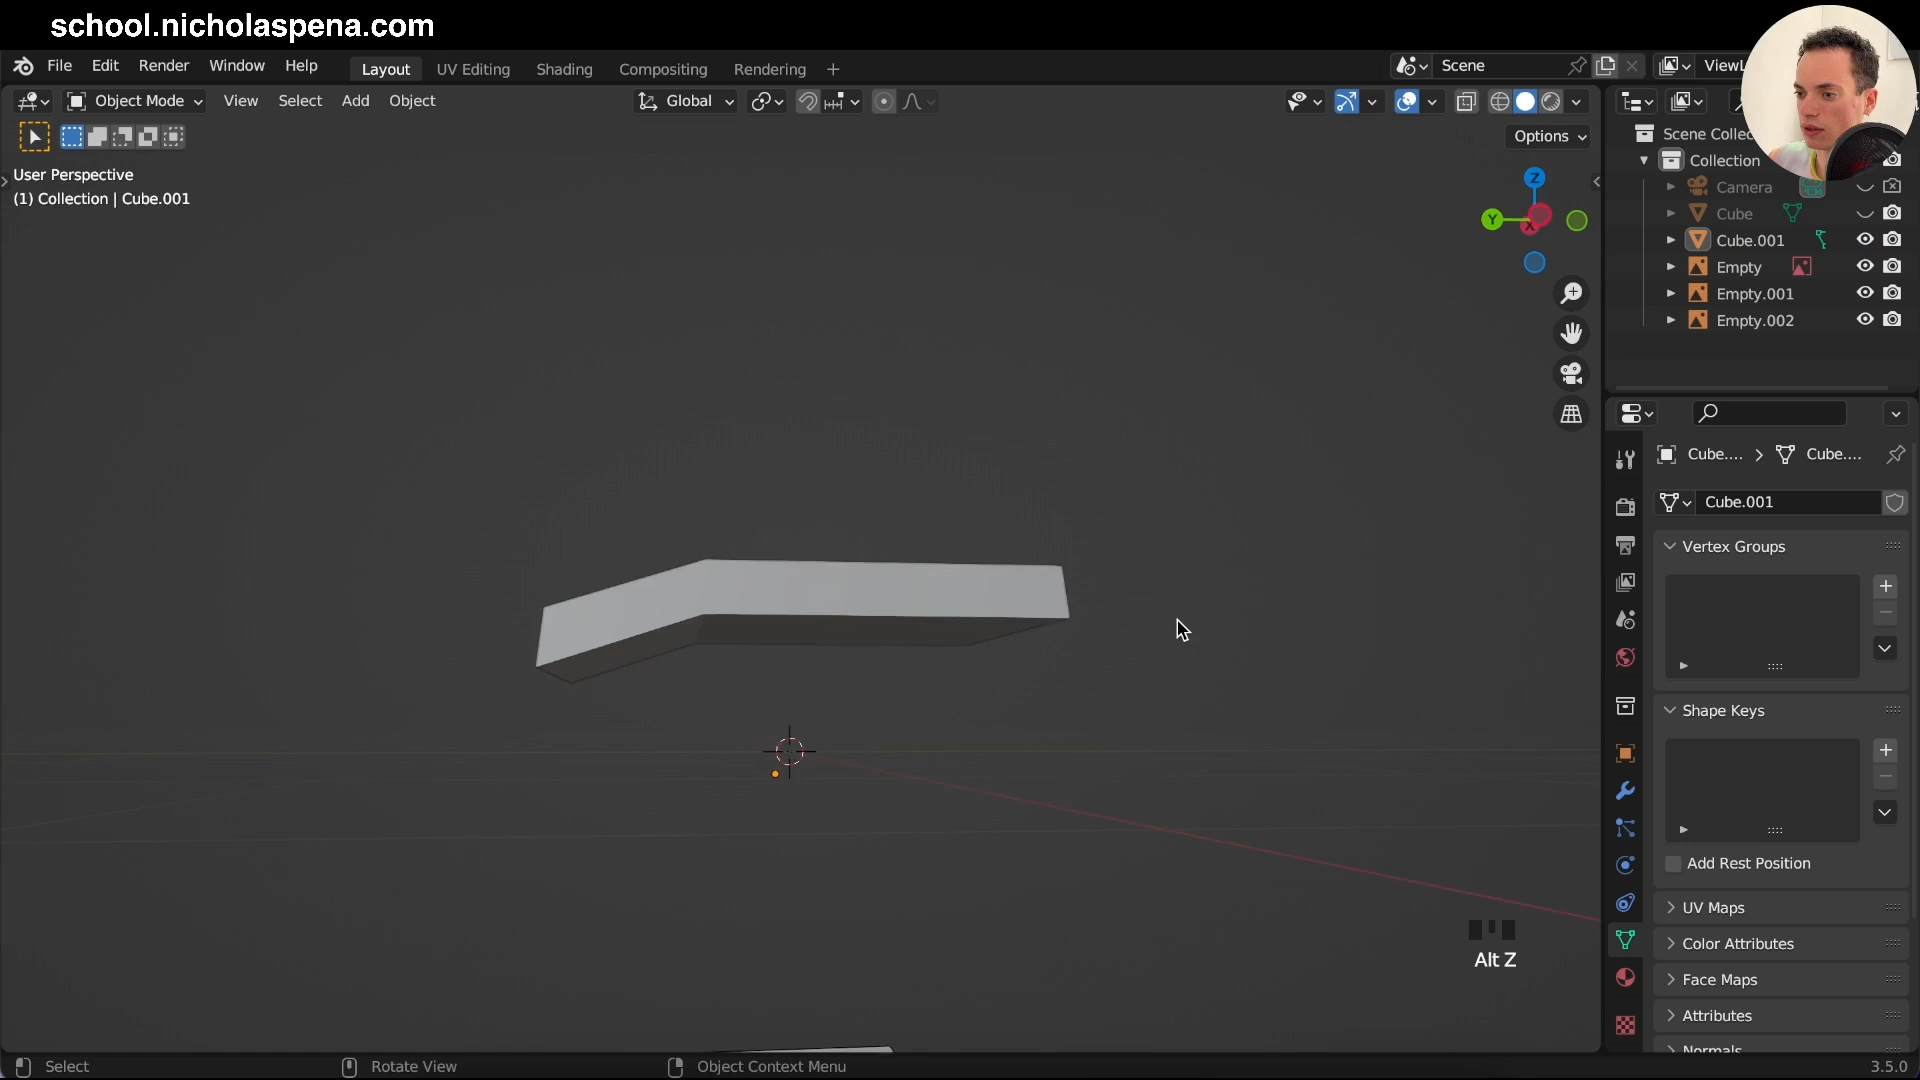 school.nicholaspena.com
File Edit Render Window Help Layout UV Editing Shading Compositing Rendering + Scene
Object Mode View Select Add Object Global
Options
User Perspective
(1) Collection | Cube.001
Z
Y
X
Collection
Camera
Cube
Cube.001
Empty
Empty.001
Empty.002
Cube.... > Cube....
Cube.001
Vertex Groups
Shape Keys
Add Rest Position
UV Maps
Color Attributes
Face Maps
Attributes
Normals
Alt Z
Select Rotate View Object Context Menu 3.5.0